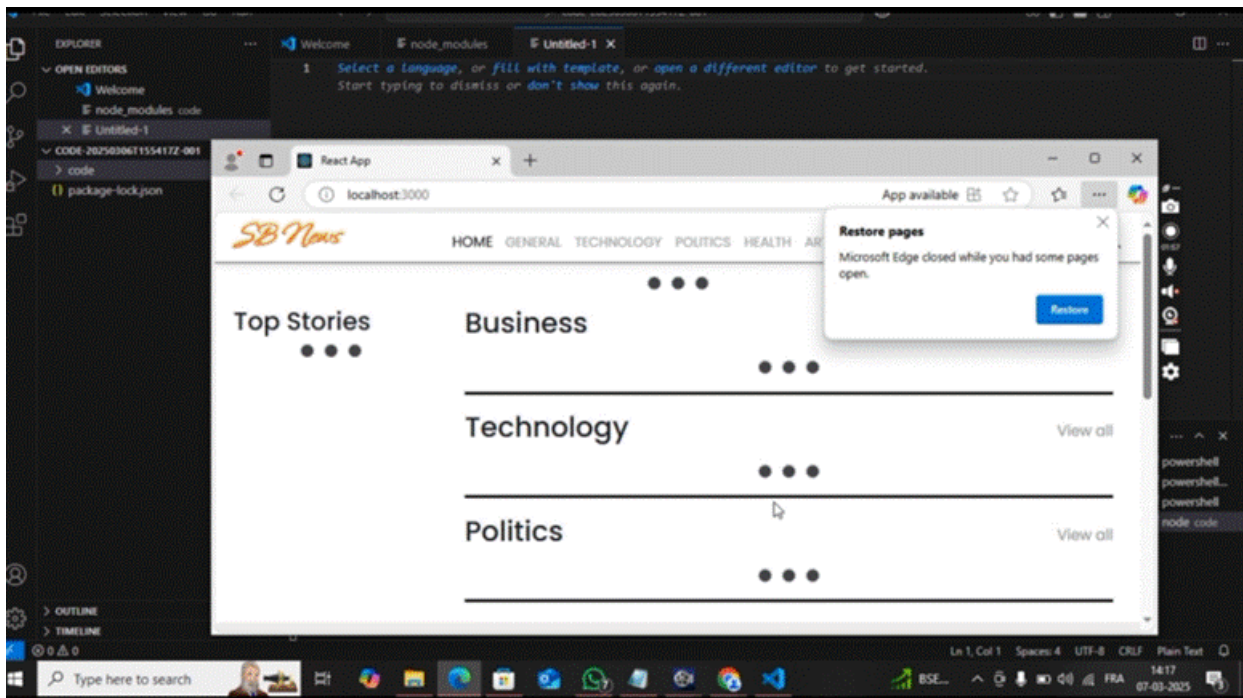 EXPLORER
Welcome
node_modules
Untitled-1
OPEN EDITORS
Welcome
node_modules code
Untitled-1
CODE-20250306T155417Z-001
code
package-lock.json
1 Select a language, or fill with template, or open a different editor to get started.
Start typing to dismiss or don't show this again.
React App
localhost:3000
App available
SB News
HOME GENERAL TECHNOLOGY POLITICS HEALTH AR
Restore pages
Microsoft Edge closed while you had some pages
open.
Restore
Top Stories
Business
Technology
View all
Politics
View all
01:07
powershell
powershell...
powershell
node code
OUTLINE
TIMELINE
0 0
Ln 1, Col 1 Spaces: 4 UTF-8 CRLF Plain Text
Type here to search
BSE...
FRA
14:17
07-03-2025